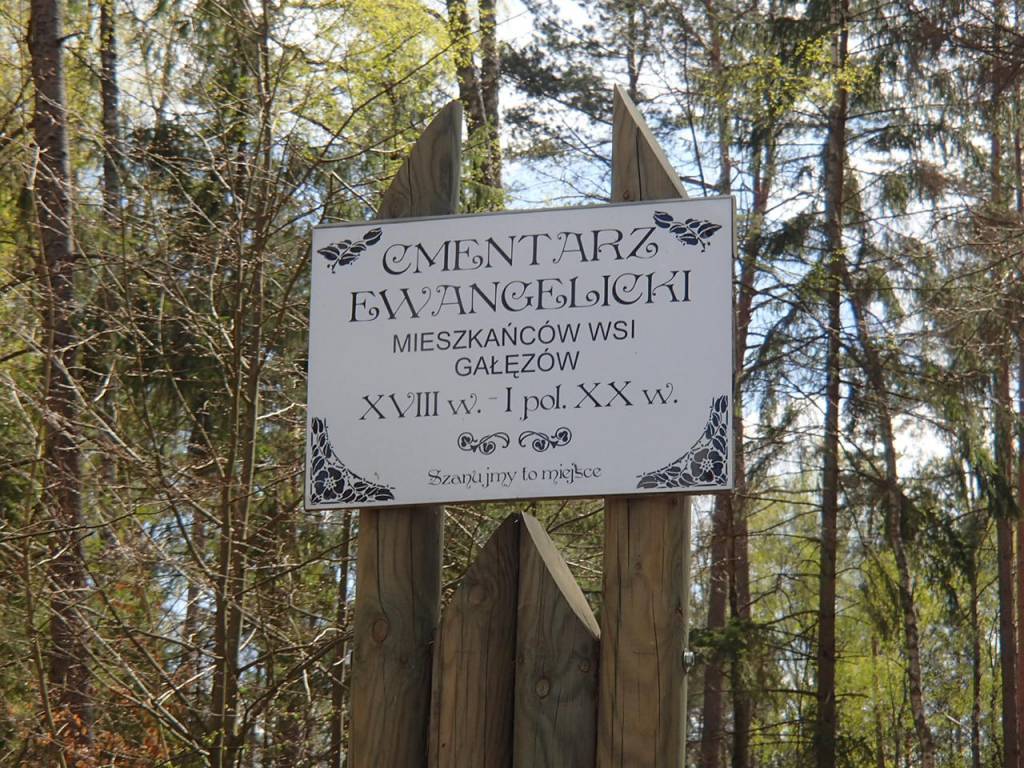 CMENTARZ
EWANGELICKI
MIESZKAŃCÓW WSI
GAŁĘZÓW
XVIII w. - I pol. XX w.
Szanujmy to miejsce